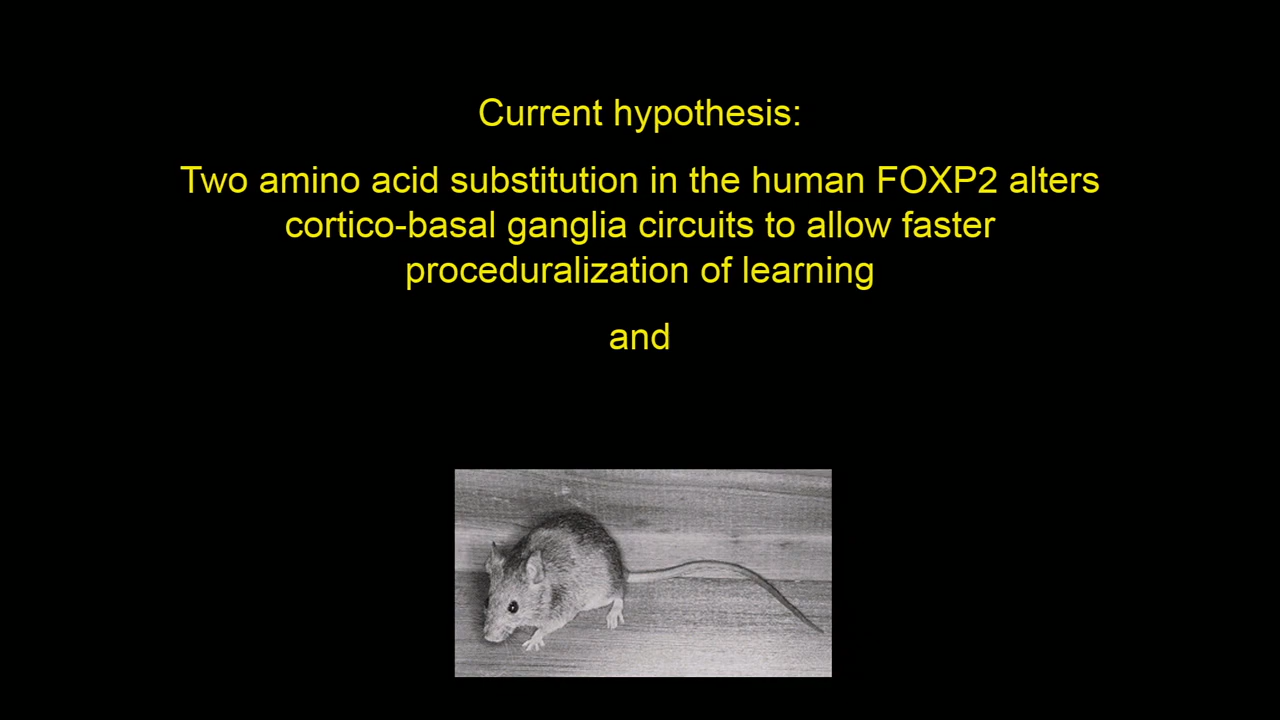 Current hypothesis:
Two amino acid substitution in the human FOXP2 alters
cortico-basal ganglia circuits to allow faster
proceduralization of learning
and